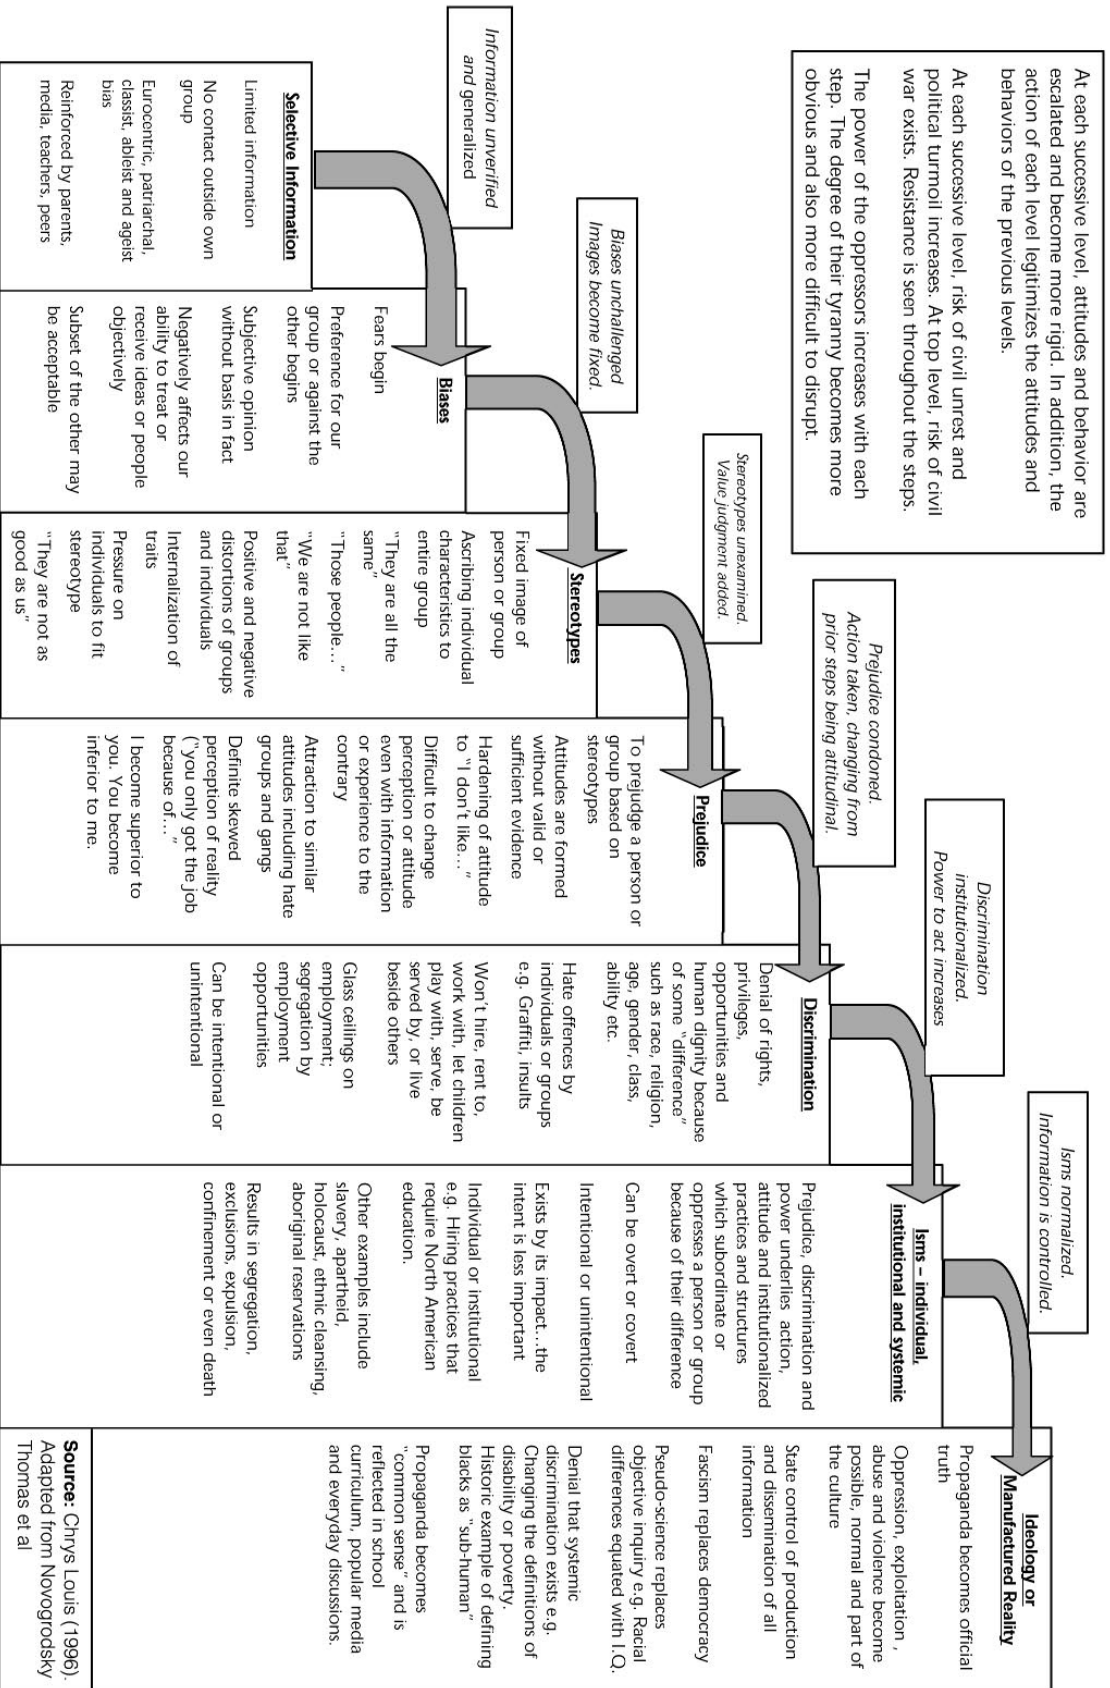 At each successive level, attitudes and behavior are
escalated and become more rigid. In addition, the
action of each level legitimizes the attitudes and
behaviors of the previous levels.
At each successive level, risk of civil unrest and
political turmoil increases. At top level, risk of civil
war exists. Resistance is seen throughout the steps.
The power of the oppressors increases with each
step. The degree of their tyranny becomes more
obvious and also more difficult to disrupt.
Information unverified
and generalized
Selective Information
Limited information
No contact outside own
group
Eurocentric, patriarchal,
classist, ableist and ageist
bias
Reinforced by parents,
media, teachers, peers
Biases unchallenged
Images become fixed.
Biases
Fears begin
Preference for our
group or against the
other begins
Subjective opinion
without basis in fact
Negatively affects our
ability to treat or
receive ideas or people
objectively
Subset of the other may
be acceptable
Stereotypes unexamined.
Value judgment added.
Stereotypes
Fixed image of
person or group
Ascribing individual
characteristics to
entire group
“They are all the
same”
“Those people…”
“We are not like
that”
Positive and negative
distortions of groups
and individuals
Internalization of
traits
Pressure on
individuals to fit
stereotype
“They are not as
good as us”
Prejudice condoned.
Action taken, changing from
prior steps being attitudinal.
Prejudice
To prejudge a person or
group based on
stereotypes
Attitudes are formed
without valid or
sufficient evidence
Hardening of attitude
to “I don’t like…”
Difficult to change
perception or attitude
even with information
or experience to the
contrary
Attraction to similar
attitudes including hate
groups and gangs
Definite skewed
perception of reality
(“you only got the job
because of…”
I become superior to
you. You become
inferior to me.
Discrimination
institutionalized.
Power to act increases
Discrimination
Denial of rights,
privileges,
opportunities and
human dignity because
of some “difference”
such as race, religion,
age, gender, class,
ability etc.
Hate offences by
individuals or groups
e.g. Graffiti, insults
Won’t hire, rent to,
work with, let children
play with, serve, be
served by, or live
beside others
Glass ceilings on
employment;
segregation by
employment
opportunities
Can be intentional or
unintentional
Isms normalized.
Information is controlled.
Isms – individual,
institutional and systemic
Prejudice, discrimination and
power underlies action,
attitude and institutionalized
practices and structures
which subordinate or
oppresses a person or group
because of their difference
Can be overt or covert
Intentional or unintentional
Exists by its impact…the
intent is less important
Individual or institutional
e.g. Hiring practices that
require North American
education.
Other examples include
slavery, apartheid,
holocaust, ethnic cleansing,
aboriginal reservations
Results in segregation,
exclusions, expulsion,
confinement or even death
Ideology or
Manufactured Reality
Propaganda becomes official
truth
Oppression, exploitation ,
abuse and violence become
possible, normal and part of
the culture
State control of production
and dissemination of all
information
Fascism replaces democracy
Pseudo-science replaces
objective inquiry e.g. Racial
differences equated with I.Q.
Denial that systemic
discrimination exists e.g.
Changing the definitions of
disability or poverty.
Historic example of defining
blacks as “sub-human”
Propaganda becomes
“common sense” and is
reflected in school
curriculum, popular media
and everyday discussions.
Source: Chrys Louis (1996).
Adapted from Novogrodsky
Thomas et al